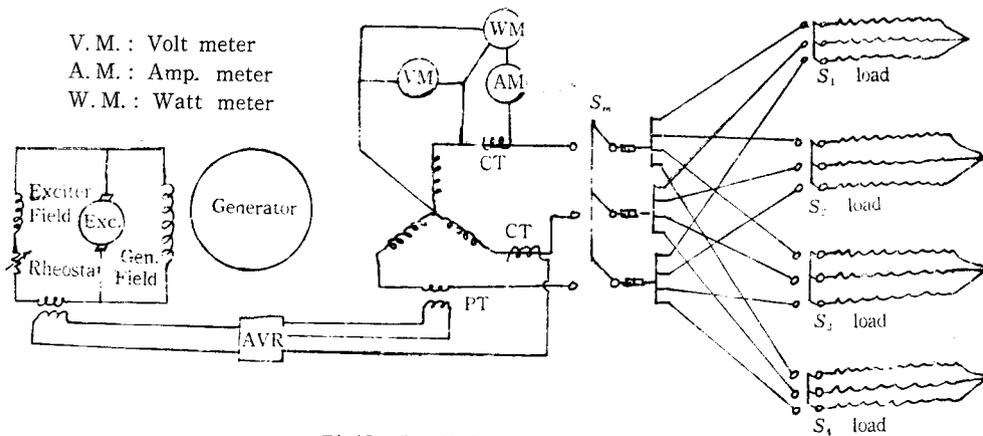 V. M. : Volt meter
A. M. : Amp. meter
W. M. : Watt meter
WM
VM
AM
CT
Sm
S1 load
Exciter
Field
Exc.
Rheostat
Gen.
Field
Generator
CT
PT
AVR
S2 load
S3 load
S4 load